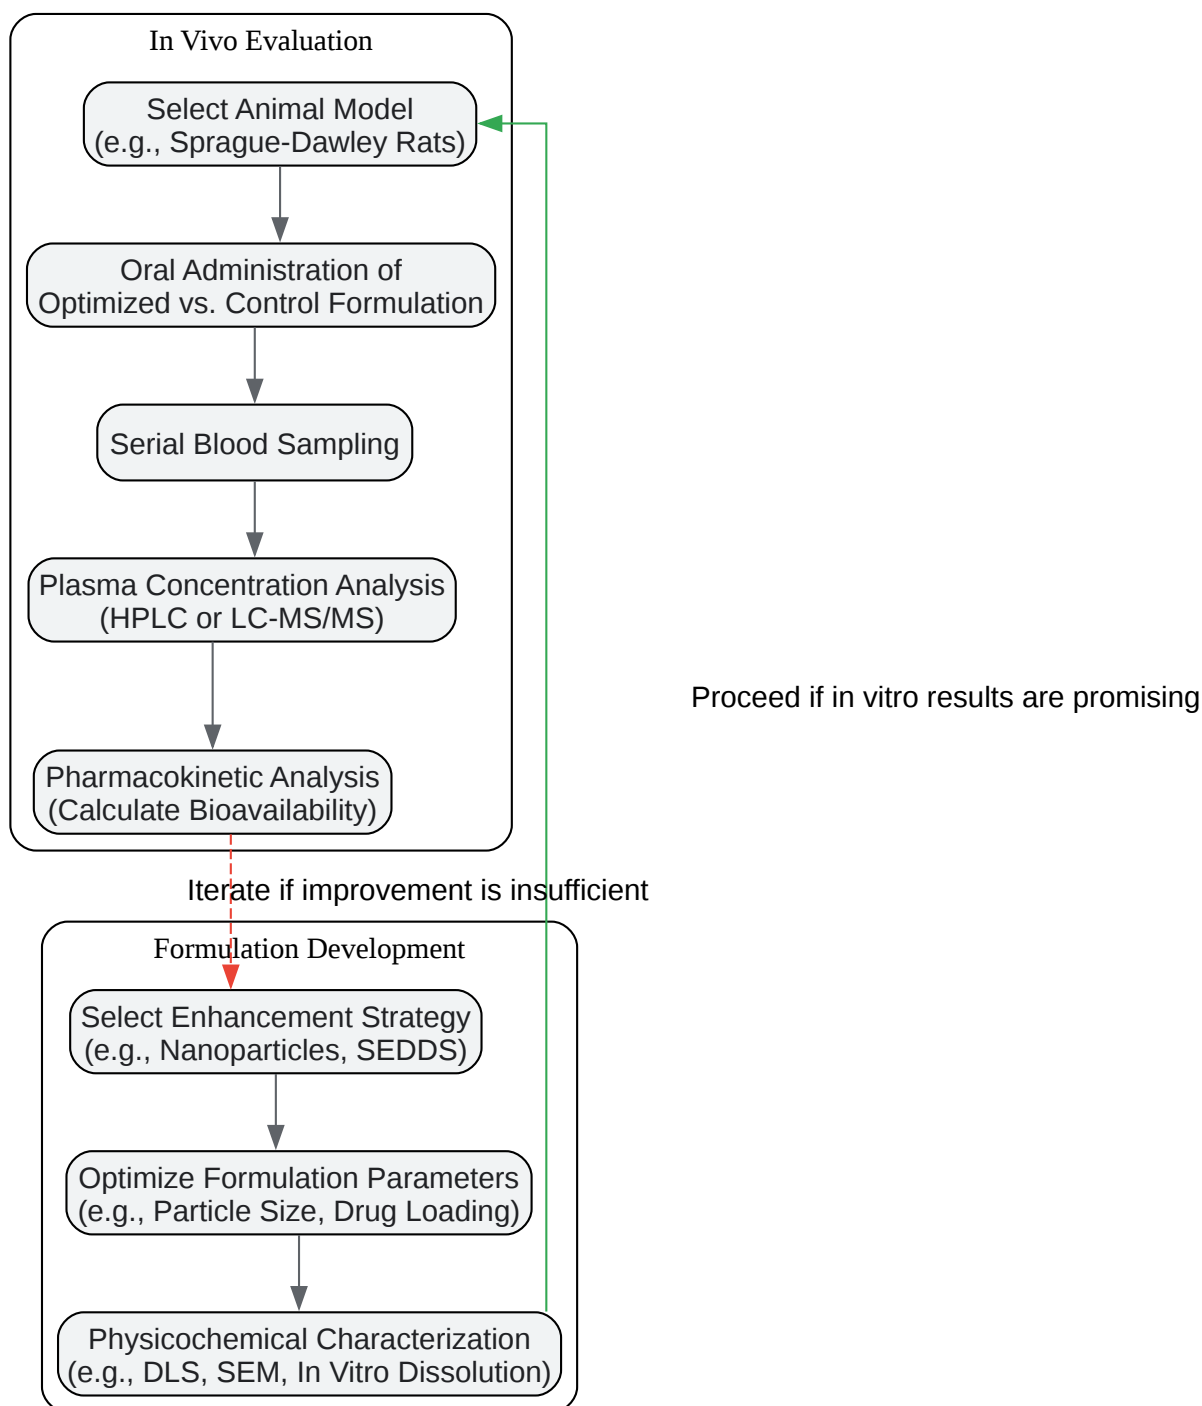 In Vivo Evaluation
Select Animal Model
(e.g., Sprague-Dawley Rats)
Oral Administration of
Optimized vs. Control Formulation
Serial Blood Sampling
Plasma Concentration Analysis
(HPLC or LC-MS/MS)
Proceed if in vitro results are promising
Pharmacokinetic Analysis
(Calculate Bioavailability)
Iterate if improvement is insufficient
Formulation Development
Select Enhancement Strategy
(e.g., Nanoparticles, SEDDS)
Optimize Formulation Parameters
(e.g., Particle Size, Drug Loading)
Physicochemical Characterization
(e.g., DLS, SEM, In Vitro Dissolution)